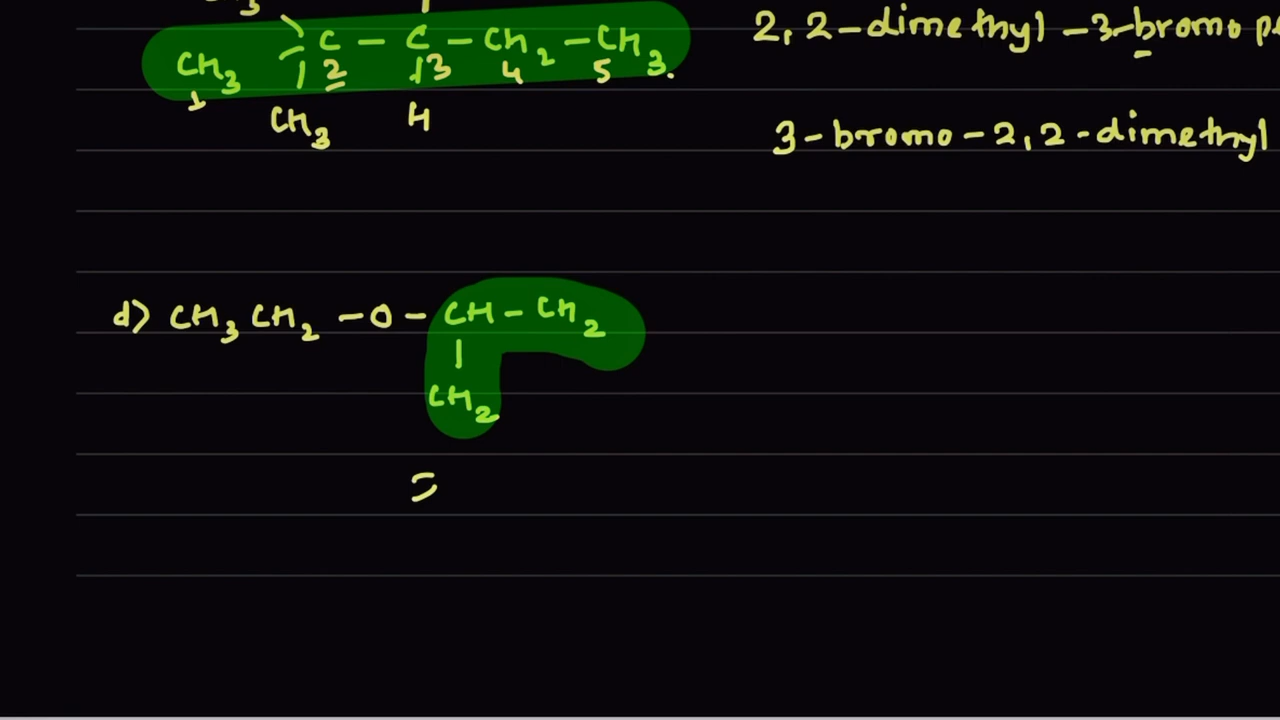 CH3 C - C - CH2 - CH3.
1 2 3 4 5
CH3 H
2,2-dimethyl -3-bromo
3-bromo-2,2-dimethyl
d) CH3 CH2 - O - CH - CH2
CH2
=